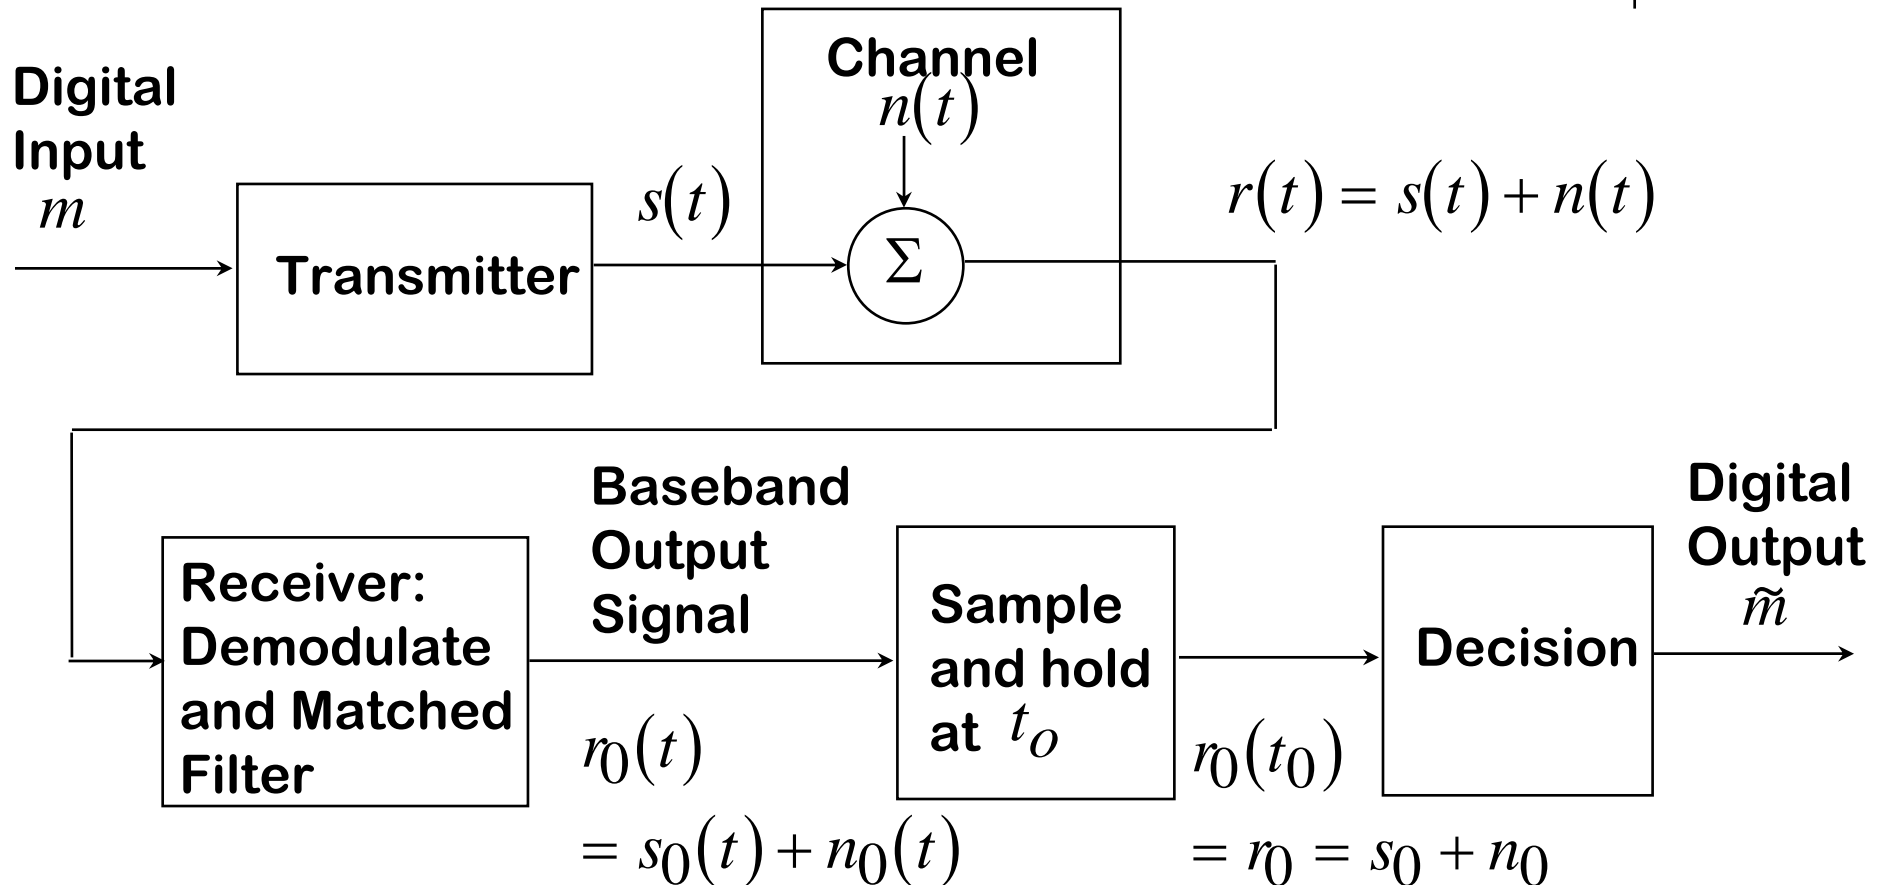 Digital
Input
m
Transmitter
s(t)
Channel
n(t)
Σ
r(t) = s(t) + n(t)
Receiver:
Demodulate
and Matched
Filter
Baseband
Output
Signal
r₀(t)
= s₀(t) + n₀(t)
Sample
and hold
at tₒ
r₀(t₀)
= r₀ = s₀ + n₀
Decision
Digital
Output
m̃